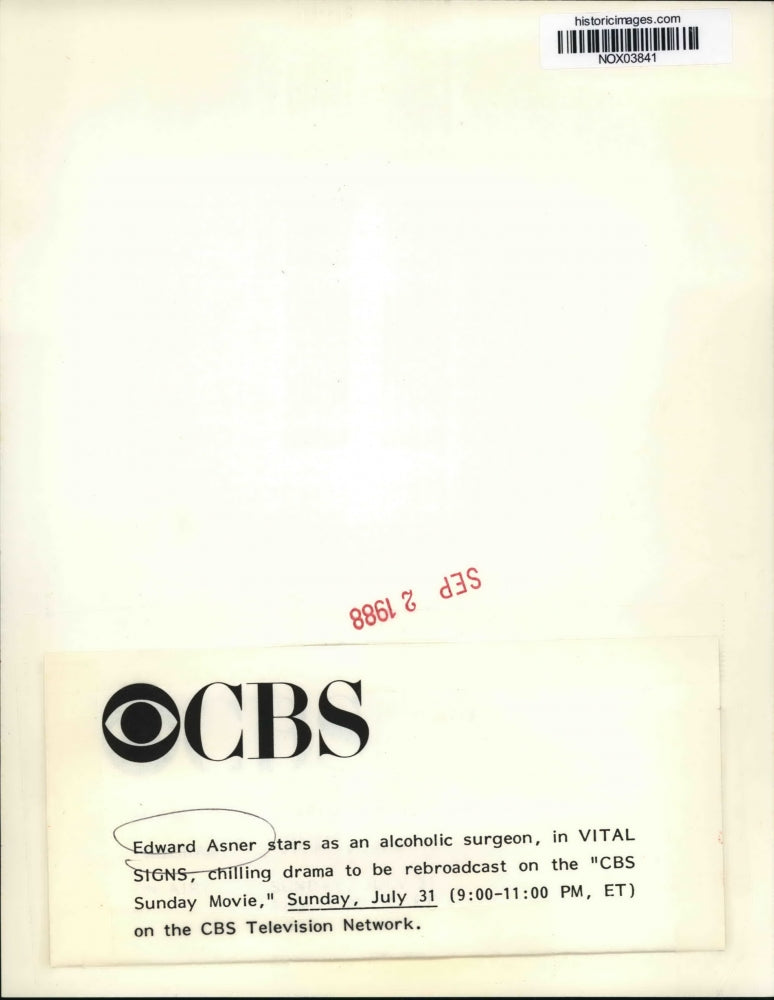 historicimages.com
NOX03841
SEP 2 1988
CBS
Edward Asner stars as an alcoholic surgeon, in VITAL
SIGNS, chilling drama to be rebroadcast on the "CBS
Sunday Movie," Sunday, July 31 (9:00-11:00 PM, ET)
on the CBS Television Network.